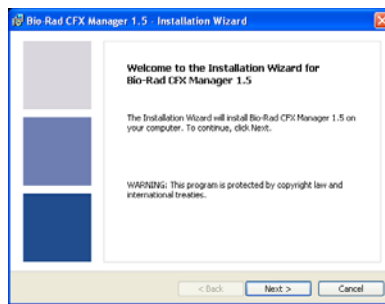 Bio-Rad CFX Manager 1.5 - Installation Wizard
Welcome to the Installation Wizard for
Bio-Rad CFX Manager 1.5
The Installation Wizard will install Bio-Rad CFX Manager 1.5 on
your computer. To continue, click Next.
WARNING: This program is protected by copyright law and
international treaties.
< Back
Next >
Cancel